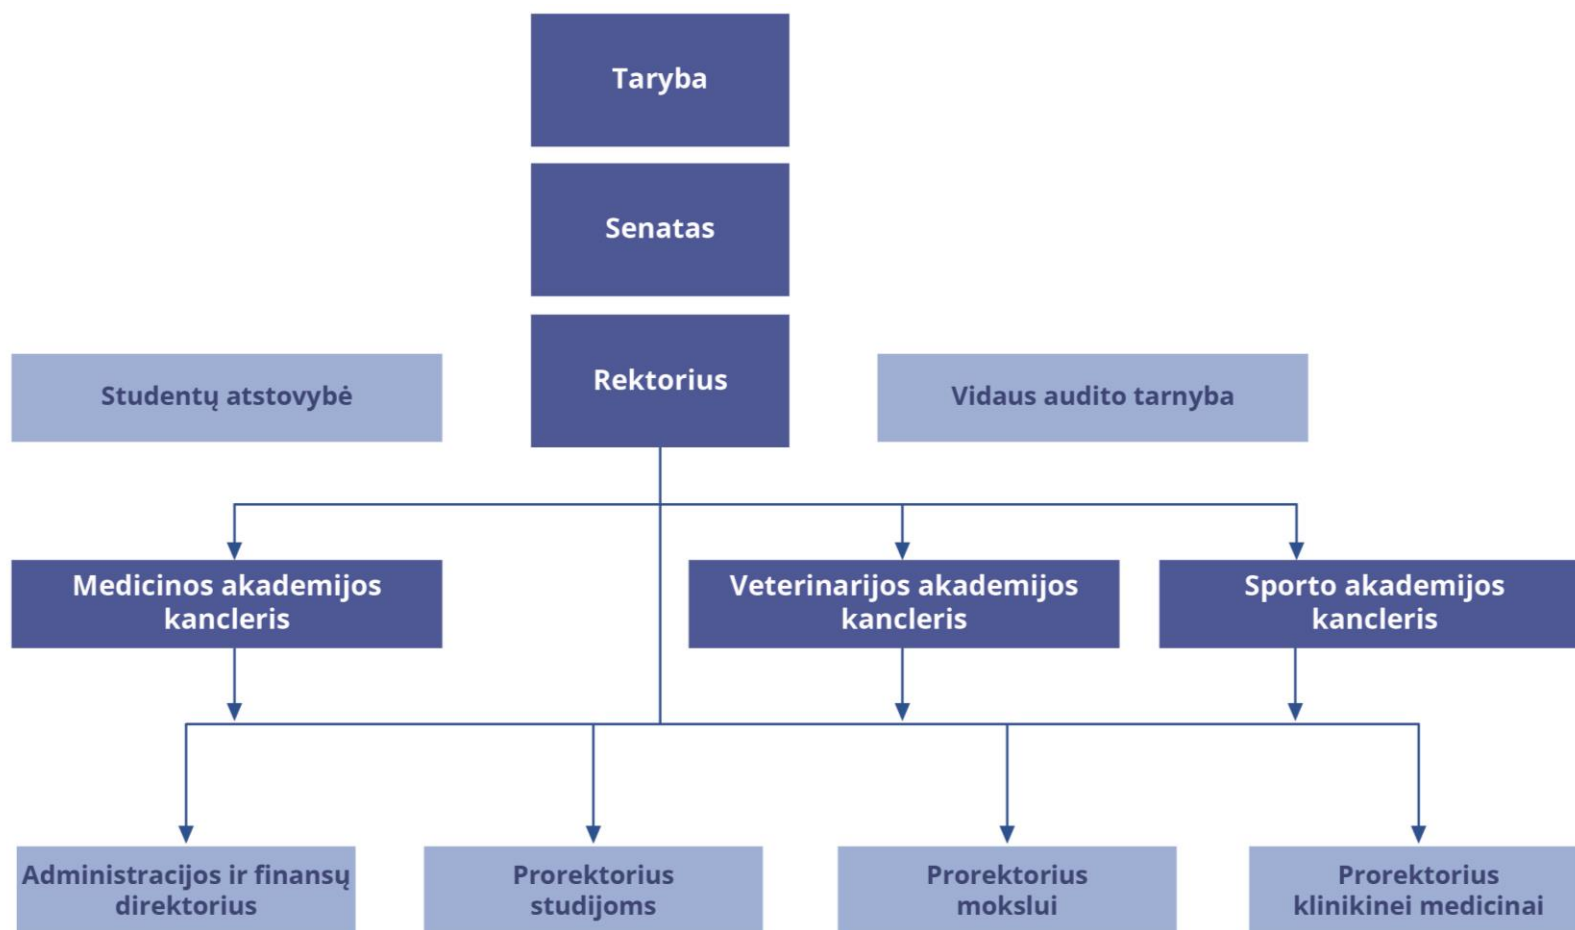 Taryba
Senatas
Rektorius
Studentų atstovybė
Vidaus audito tarnyba
Medicinos akademijos
kancleris
Veterinarijos akademijos
kancleris
Sporto akademijos
kancleris
Administracijos ir finansų
direktorius
Prorektorius
studijoms
Prorektorius
mokslui
Prorektorius
klinikinei medicinai